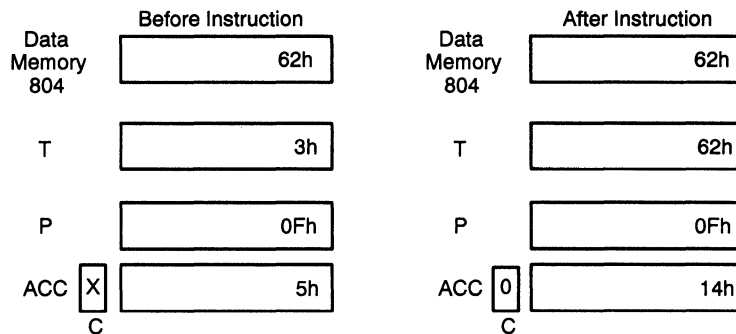 Before Instruction After Instruction
Data Memory 804 62h Data Memory 804 62h
T 3h T 62h
P 0Fh P 0Fh
ACC X 5h ACC 0 14h
C C